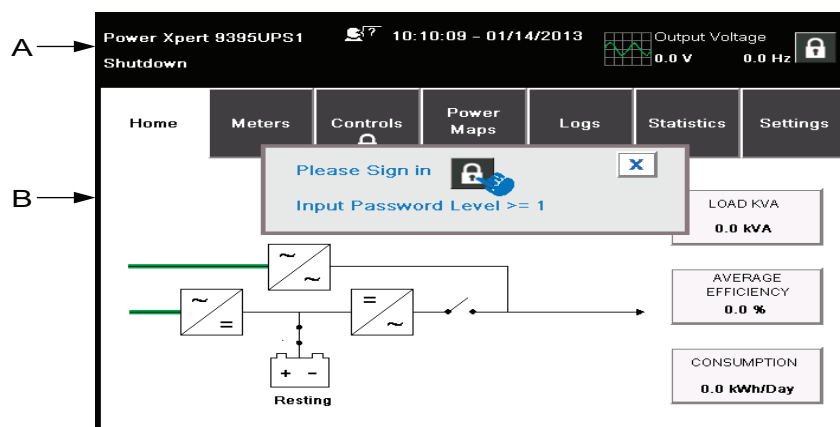 A
Power Xpert 9395UPS1
?
10:10:09 - 01/14/2013
Output Voltage
Shutdown
0.0 V 0.0 Hz
Home Meters Controls Power Maps Logs Statistics Settings
Please Sign in X
Input Password Level >= 1
B
LOAD KVA
0.0 kVA
~
~
AVERAGE
EFFICIENCY
0.0 %
~
=
=
~
+ -
Resting
CONSUMPTION
0.0 kWh/Day